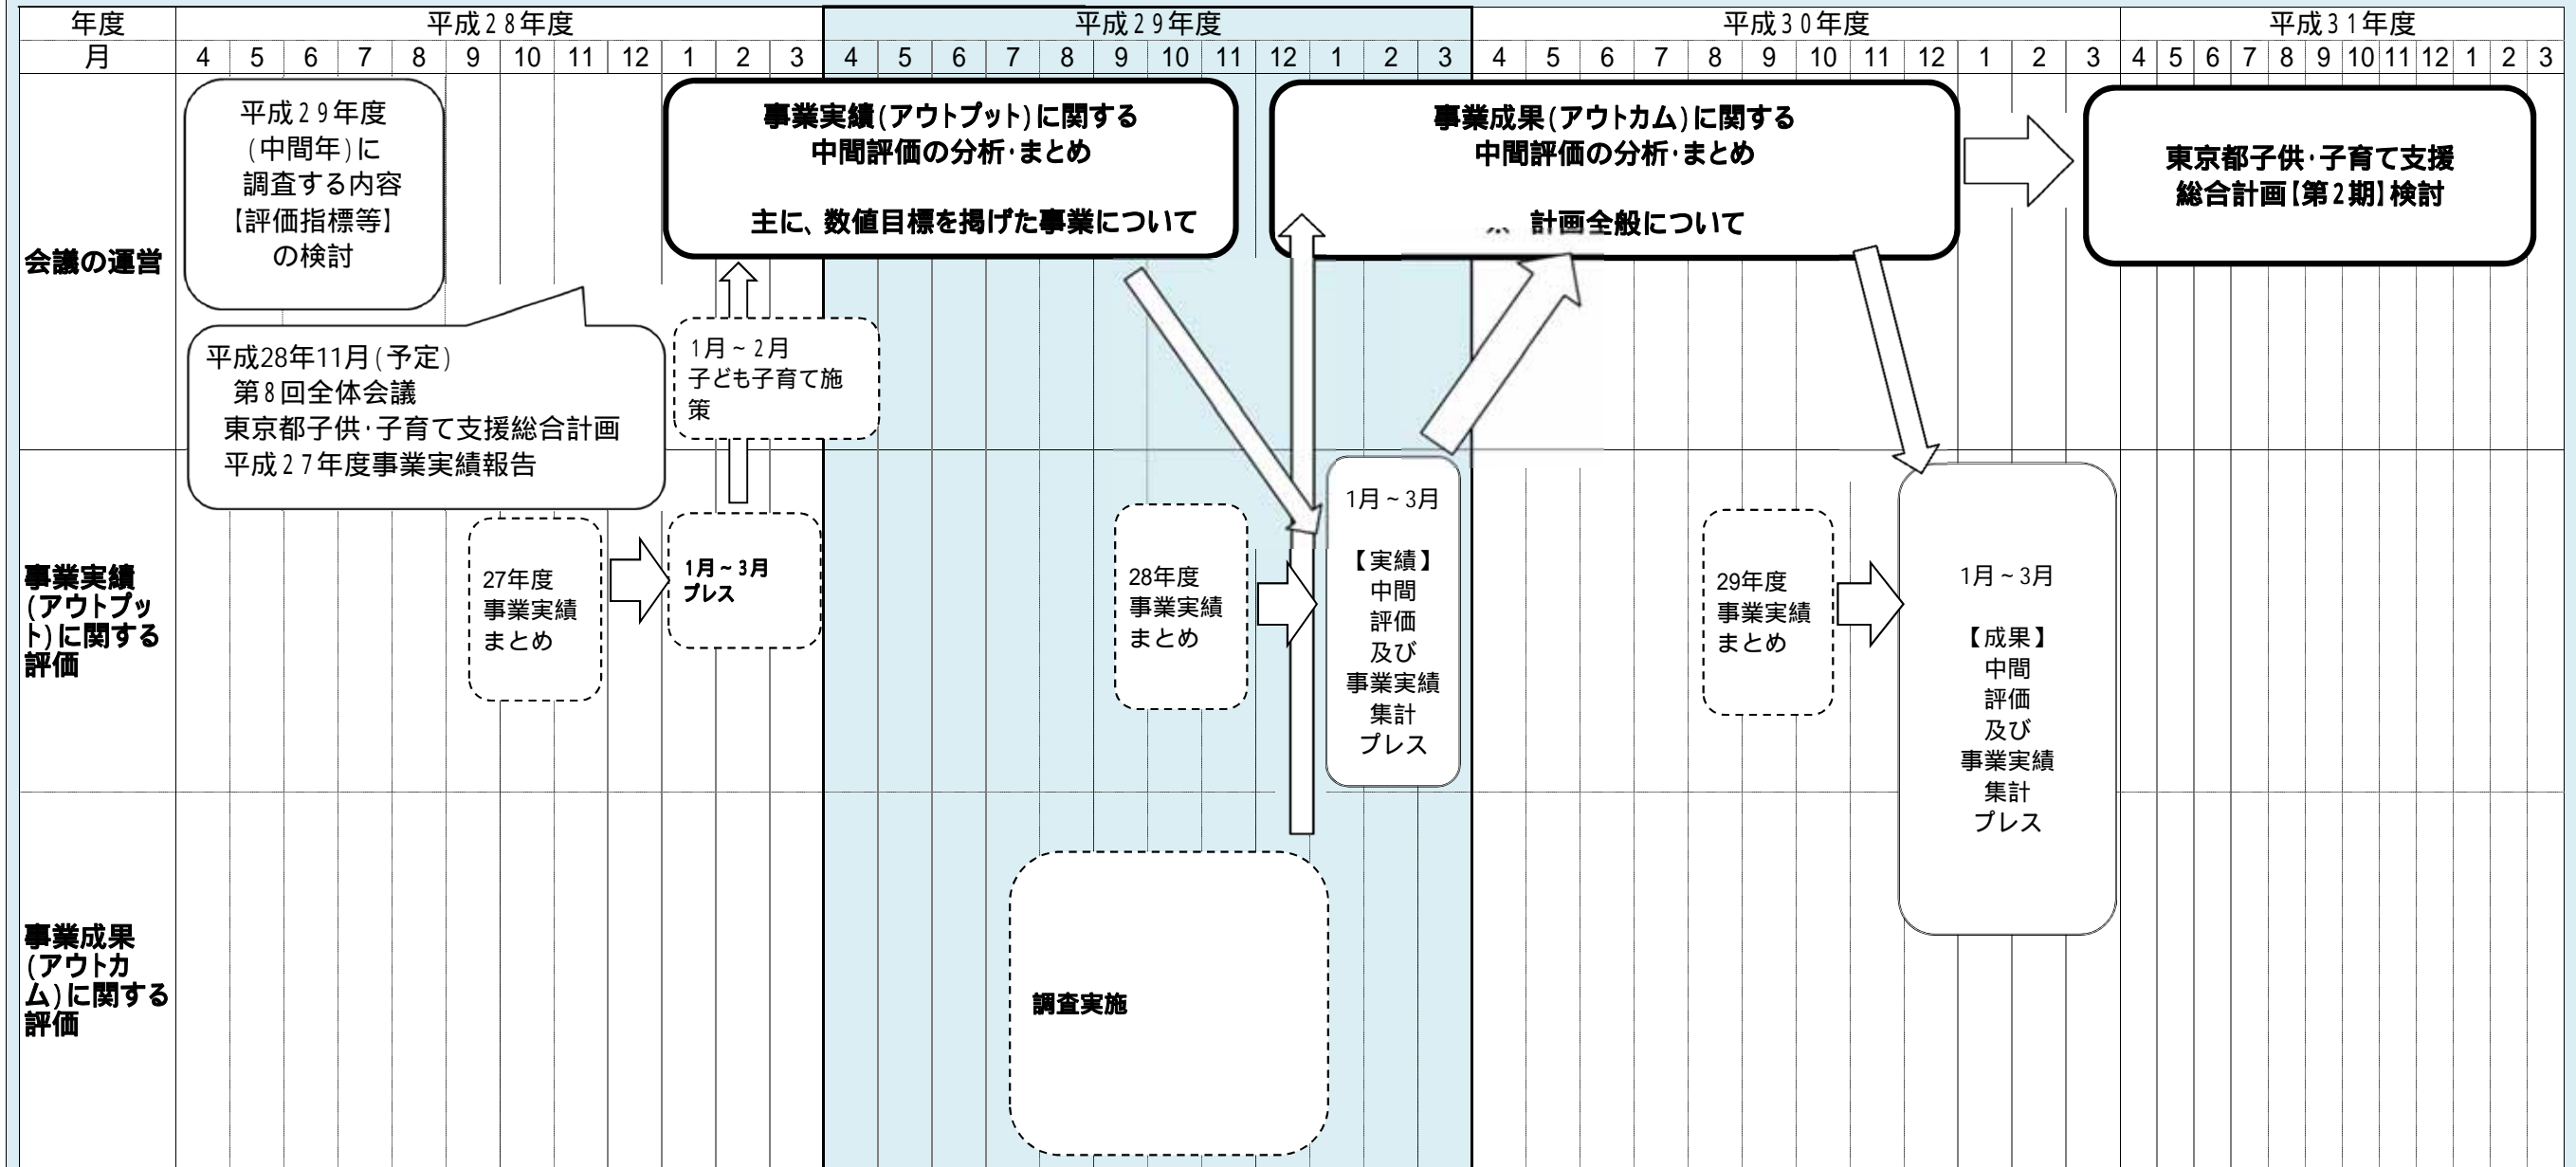 年度
平成28年度
平成29年度
平成30年度
平成31年度
月
4 5 6 7 8 9 10 11 12 1 2 3 4 5 6 7 8 9 10 11 12 1 2 3 4 5 6 7 8 9 10 11 12 1 2 3 4 5 6 7 8 9 10 11 12 1 2 3
会議の運営
平成29年度
(中間年)に
調査する内容
【評価指標等】
の検討
事業実績(アウトプット)に関する
中間評価の分析・まとめ
主に、数値目標を掲げた事業について
事業成果(アウトカム)に関する
中間評価の分析・まとめ
計画全般について
東京都子供・子育て支援
総合計画【第2期】検討
平成28年11月(予定)
第8回全体会議
東京都子供・子育て支援総合計画
平成27年度事業実績報告
1月~2月
子ども子育て施
策
事業実績
(アウトプッ
ト)に関する
評価
27年度
事業実績
まとめ
1月~3月
プレス
28年度
事業実績
まとめ
1月~3月
【実績】
中間
評価
及び
事業実績
集計
プレス
29年度
事業実績
まとめ
1月~3月
【成果】
中間
評価
及び
事業実績
集計
プレス
事業成果
(アウトカ
ム)に関する
評価
調査実施